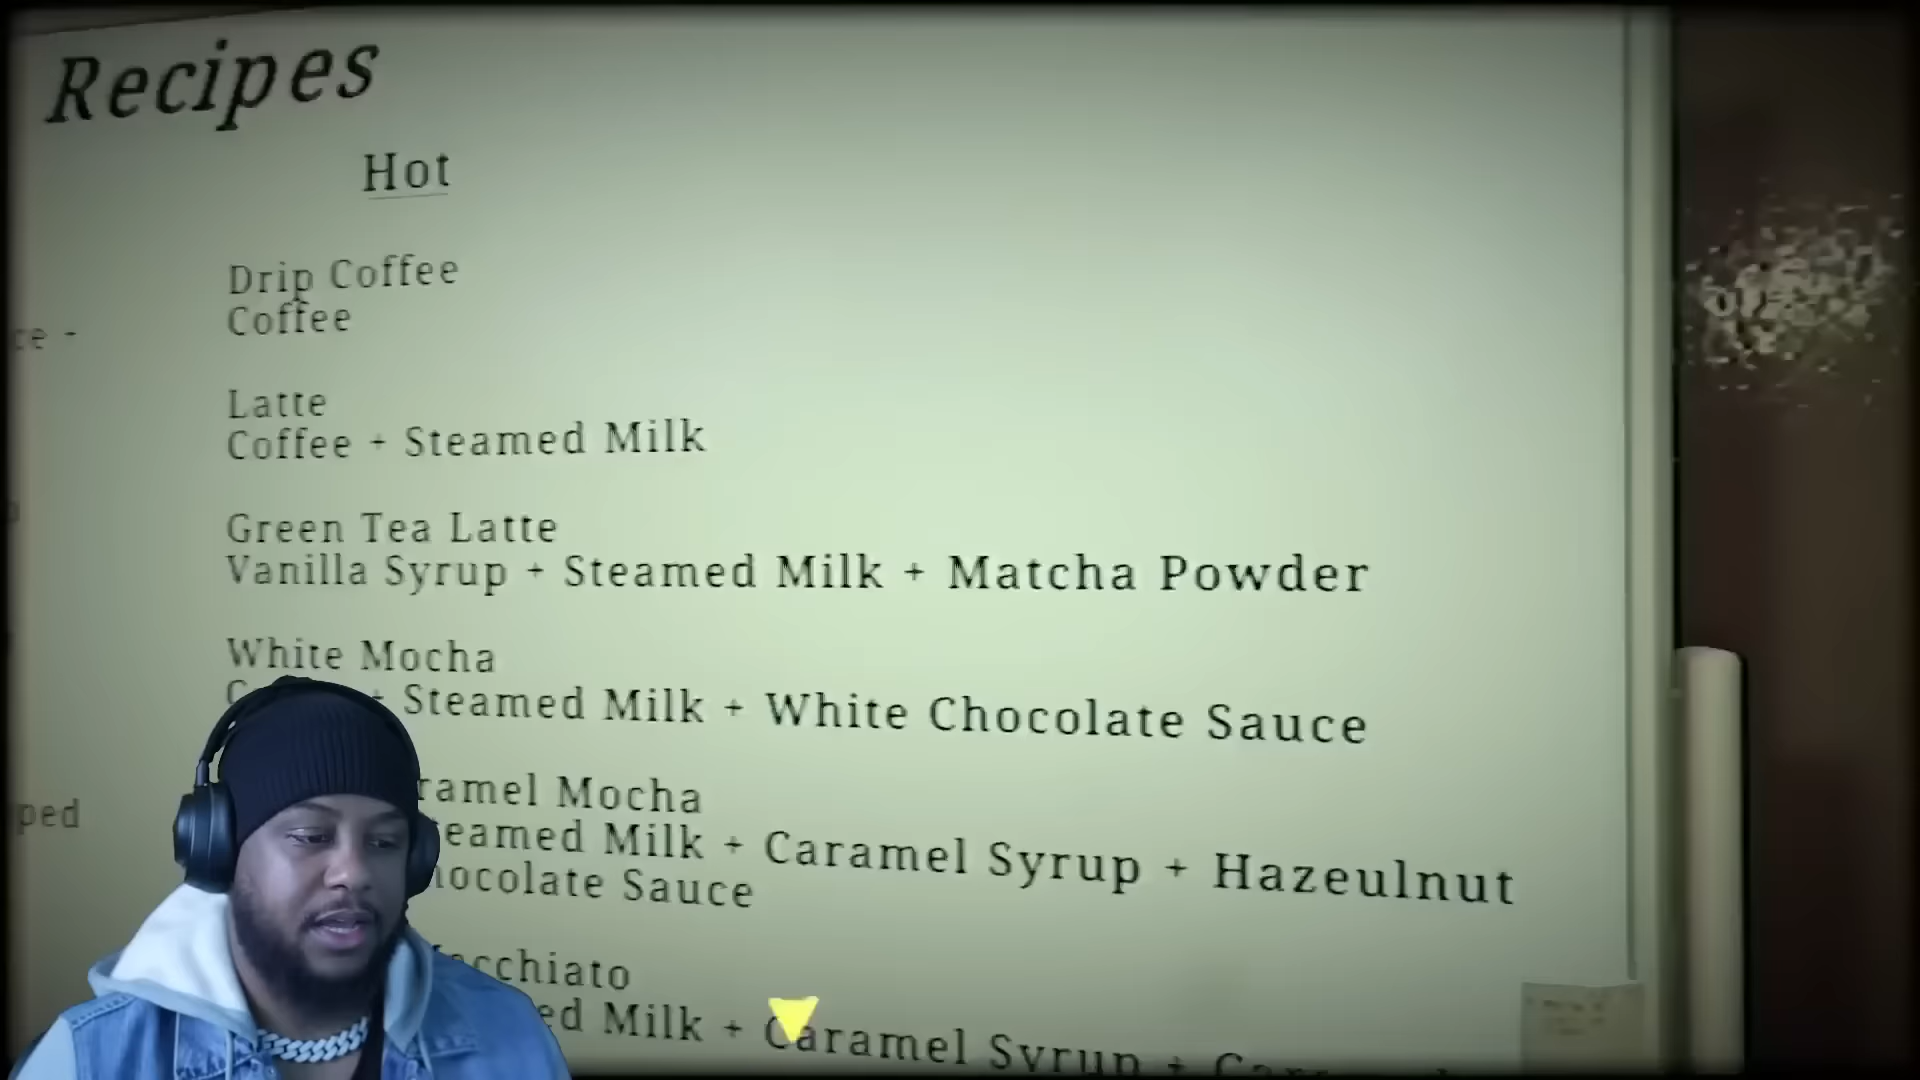 Recipes
Hot
Drip Coffee
Coffee
Latte
Coffee + Steamed Milk
Green Tea Latte
Vanilla Syrup + Steamed Milk + Matcha Powder
White Mocha
+ Steamed Milk + White Chocolate Sauce
ramel Mocha
eamed Milk + Caramel Syrup + Hazeulnut
hocolate Sauce
acchiato
ed Milk + Caramel Syrup +
ped